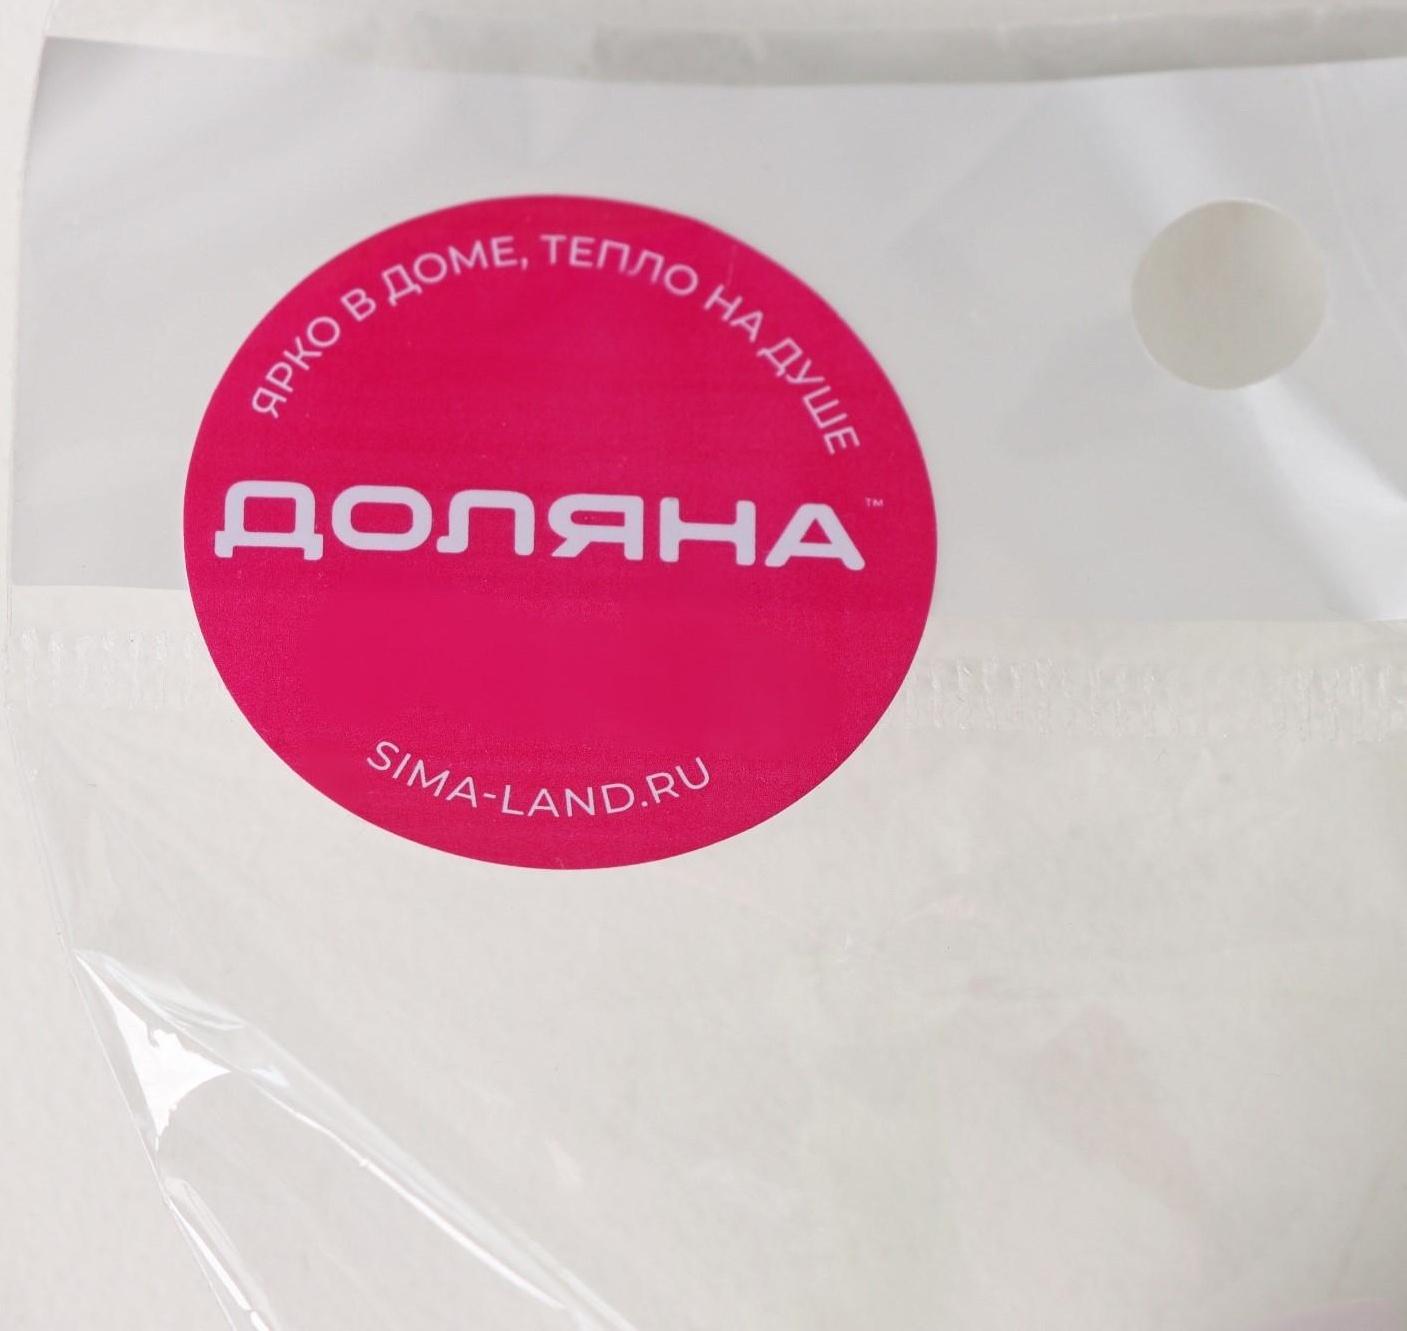 ЯРКО В ДОМЕ, ТЕПЛО НА ДУШЕ
ДОЛЯНА™
SIMA-LAND.RU